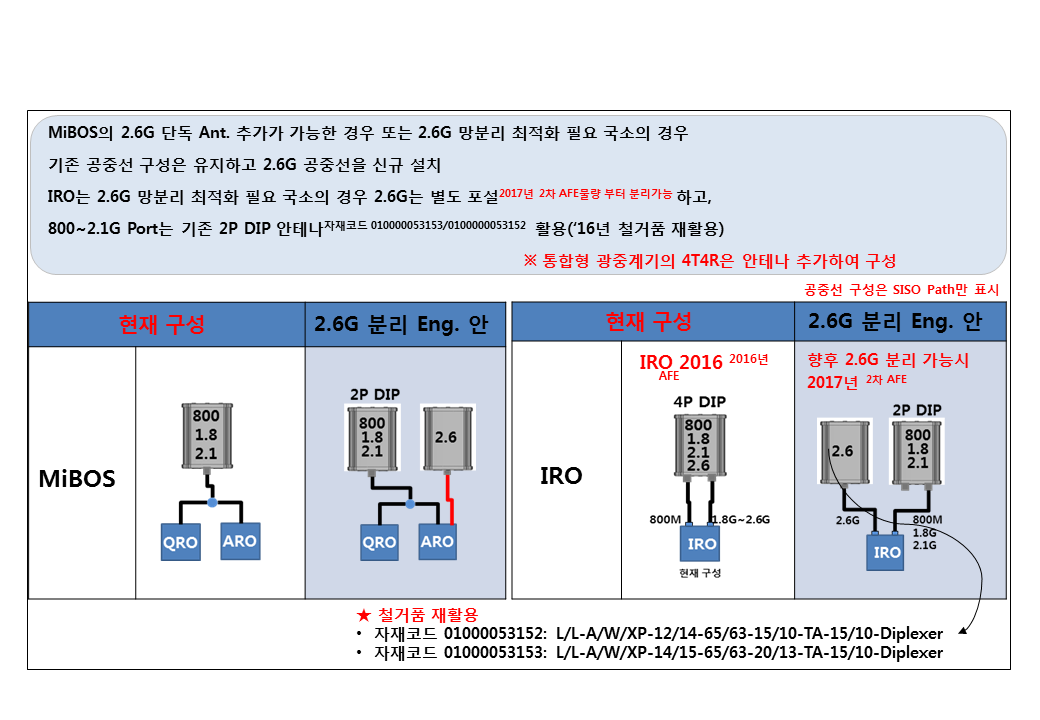 MiBOS의 2.6G 단독 Ant. 추가가 가능한 경우 또는 2.6G 망분리 최적화 필요 국소의 경우
기존 공중선 구성은 유지하고 2.6G 공중선을 신규 설치
IRO는 2.6G 망분리 최적화 필요 국소의 경우 2.6G는 별도 포설2017년 2차 AFE물량 부터 분리가능 하고,
800~2.1G Port는 기존 2P DIP 안테나자재코드 010000053153/0100000053152 활용(‘16년 철거품 재활용)
※ 통합형 광중계기의 4T4R은 안테나 추가하여 구성
공중선 구성은 SISO Path만 표시
현재 구성
2.6G 분리 Eng. 안
현재 구성
2.6G 분리 Eng. 안
MiBOS
800
1.8
2.1
QRO
ARO
2P DIP
800
1.8
2.1
2.6
QRO
ARO
IRO
IRO 2016 2016년
AFE
4P DIP
800
1.8
2.1
2.6
800M
1.8G~2.6G
IRO
현재 구성
향후 2.6G 분리 가능시
2017년 2차 AFE
2P DIP
2.6
800
1.8
2.1
2.6G
800M
1.8G
2.1G
IRO
★ 철거품 재활용
• 자재코드 01000053152: L/L-A/W/XP-12/14-65/63-15/10-TA-15/10-Diplexer
• 자재코드 01000053153: L/L-A/W/XP-14/15-65/63-20/13-TA-15/10-Diplexer